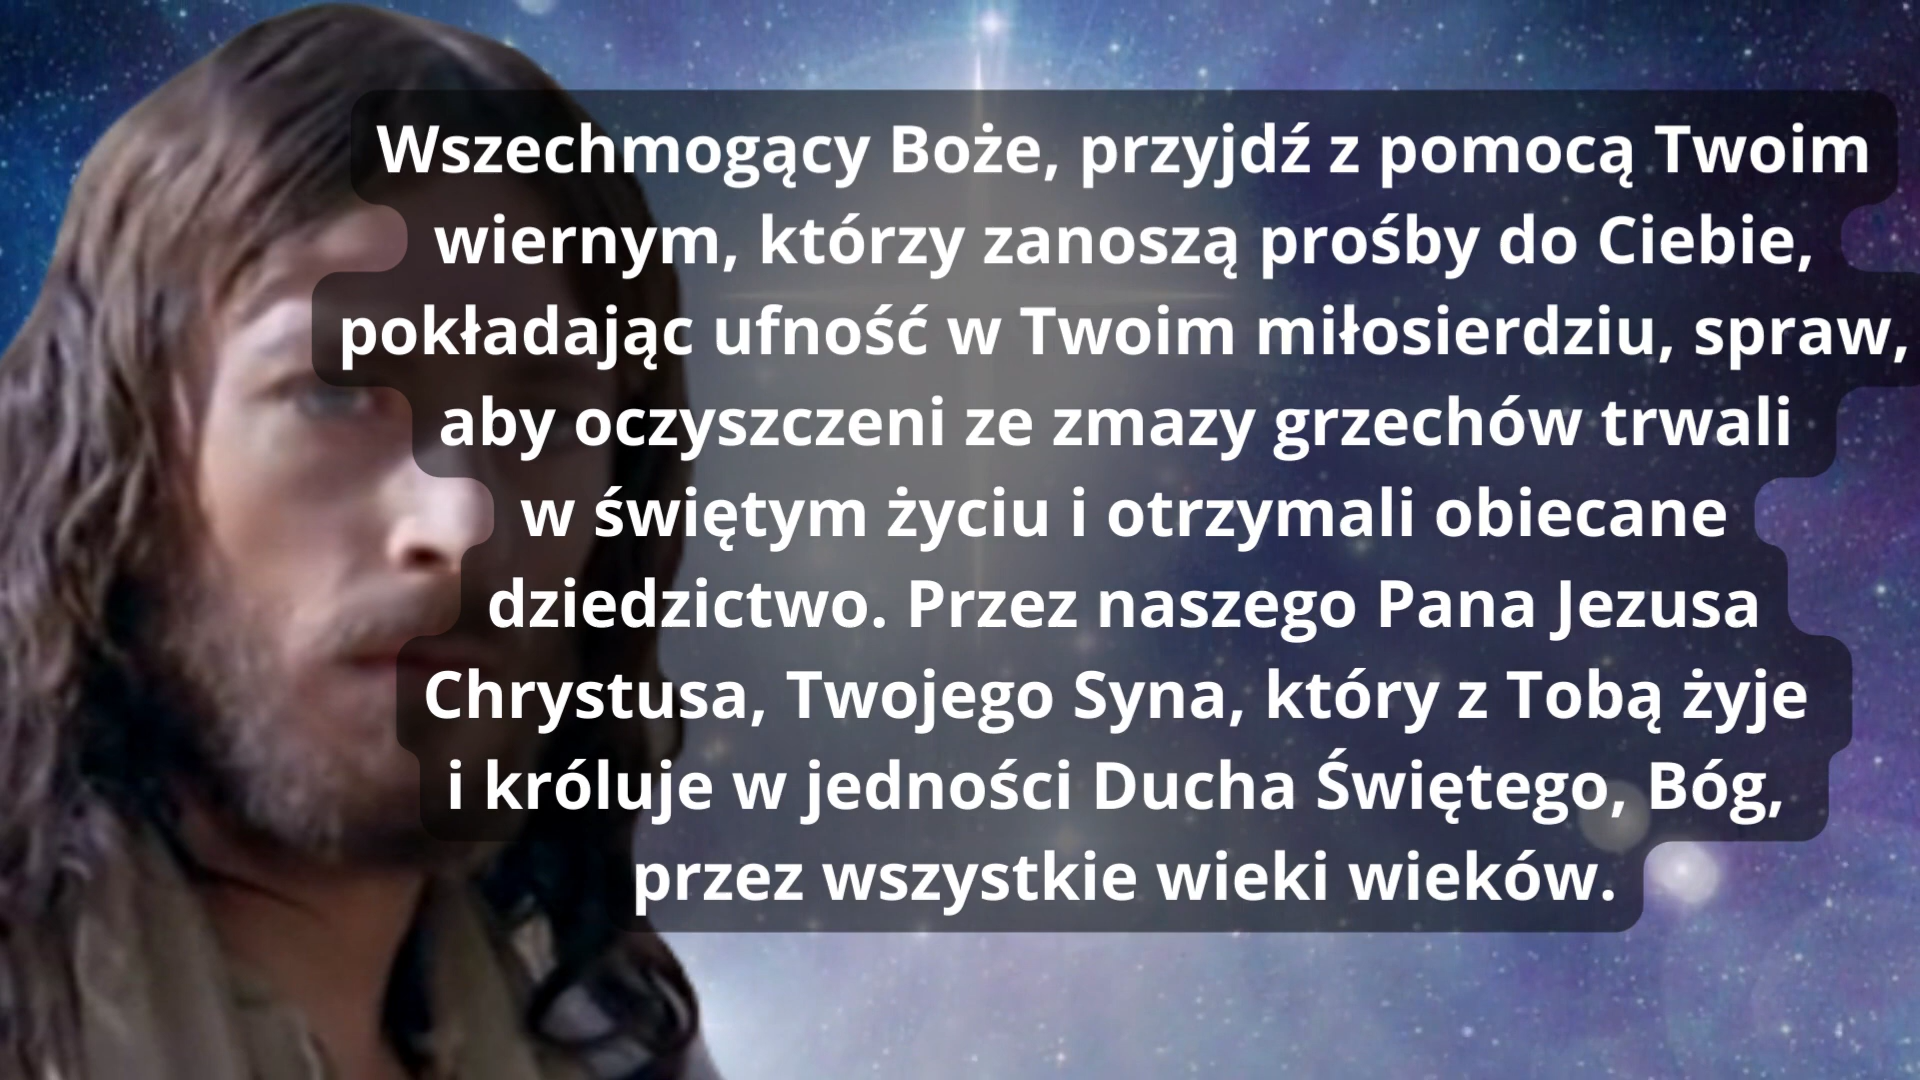 Wszechmogący Boże, przyjdź z pomocą Twoim
wiernym, którzy zanoszą prośby do Ciebie,
pokładając ufność w Twoim miłosierdziu, spraw,
aby oczyszczeni ze zmazy grzechów trwali
w świętym życiu i otrzymali obiecane
dziedzictwo. Przez naszego Pana Jezusa
Chrystusa, Twojego Syna, który z Tobą żyje
i króluje w jedności Ducha Świętego, Bóg,
przez wszystkie wieki wieków.